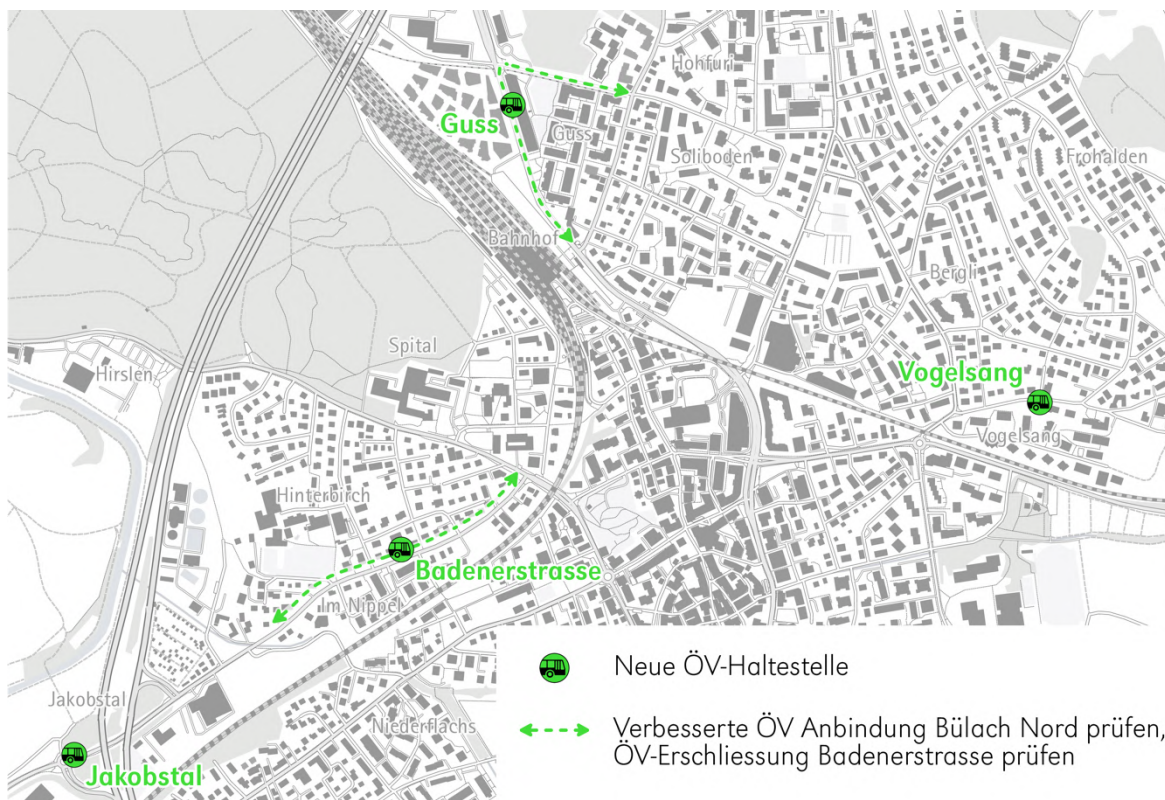 Hohfuri
Guss
Guss
Soliboden
Frohalden
Bahnhof
Bergli
Spital
Hirslen
Vogelsang
Vogelsang
Hinterbirch
Badenerstrasse
Im Nippel
Neue ÖV-Haltestelle
Jakobstal
Niederflachs
Verbesserte ÖV Anbindung Bülach Nord prüfen,
ÖV-Erschliessung Badenerstrasse prüfen
Jakobstal